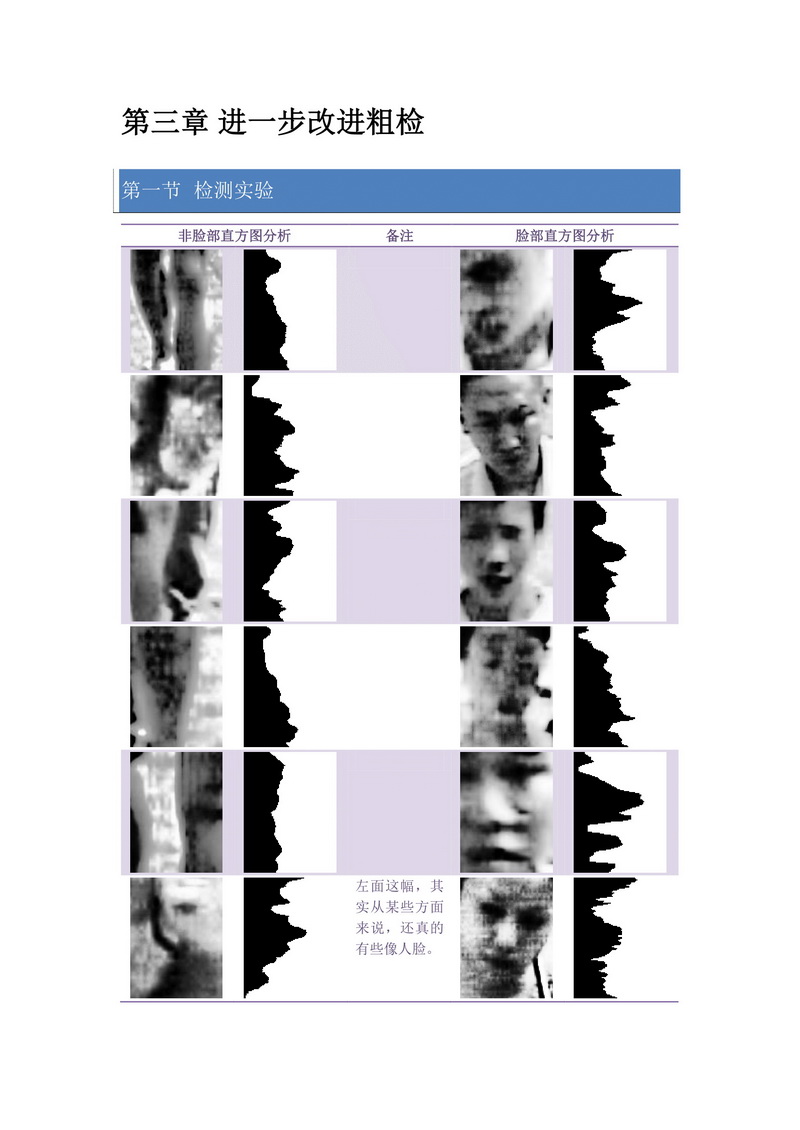 第三章 进一步改进粗检
第一节 检测实验
非脸部直方图分析 备注 脸部直方图分析
左面这幅，其
实从某些方面
来说，还真的
有些像人脸。